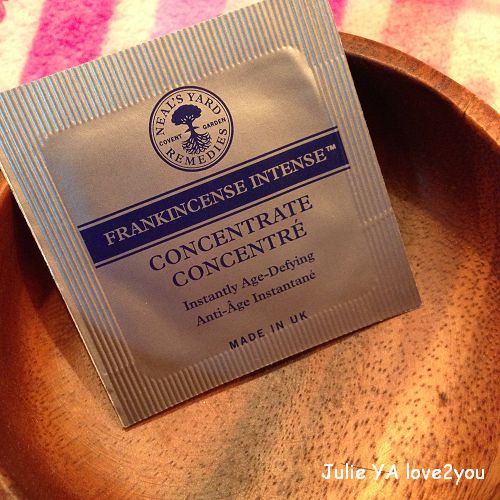 NEAL'S YARD
COVENT GARDEN
REMEDIES
FRANKINCENSE INTENSE™
CONCENTRATE
CONCENTRÉ
Instantly Age-Defying
Anti-Âge Instantané
MADE IN UK
Julie YA love2you